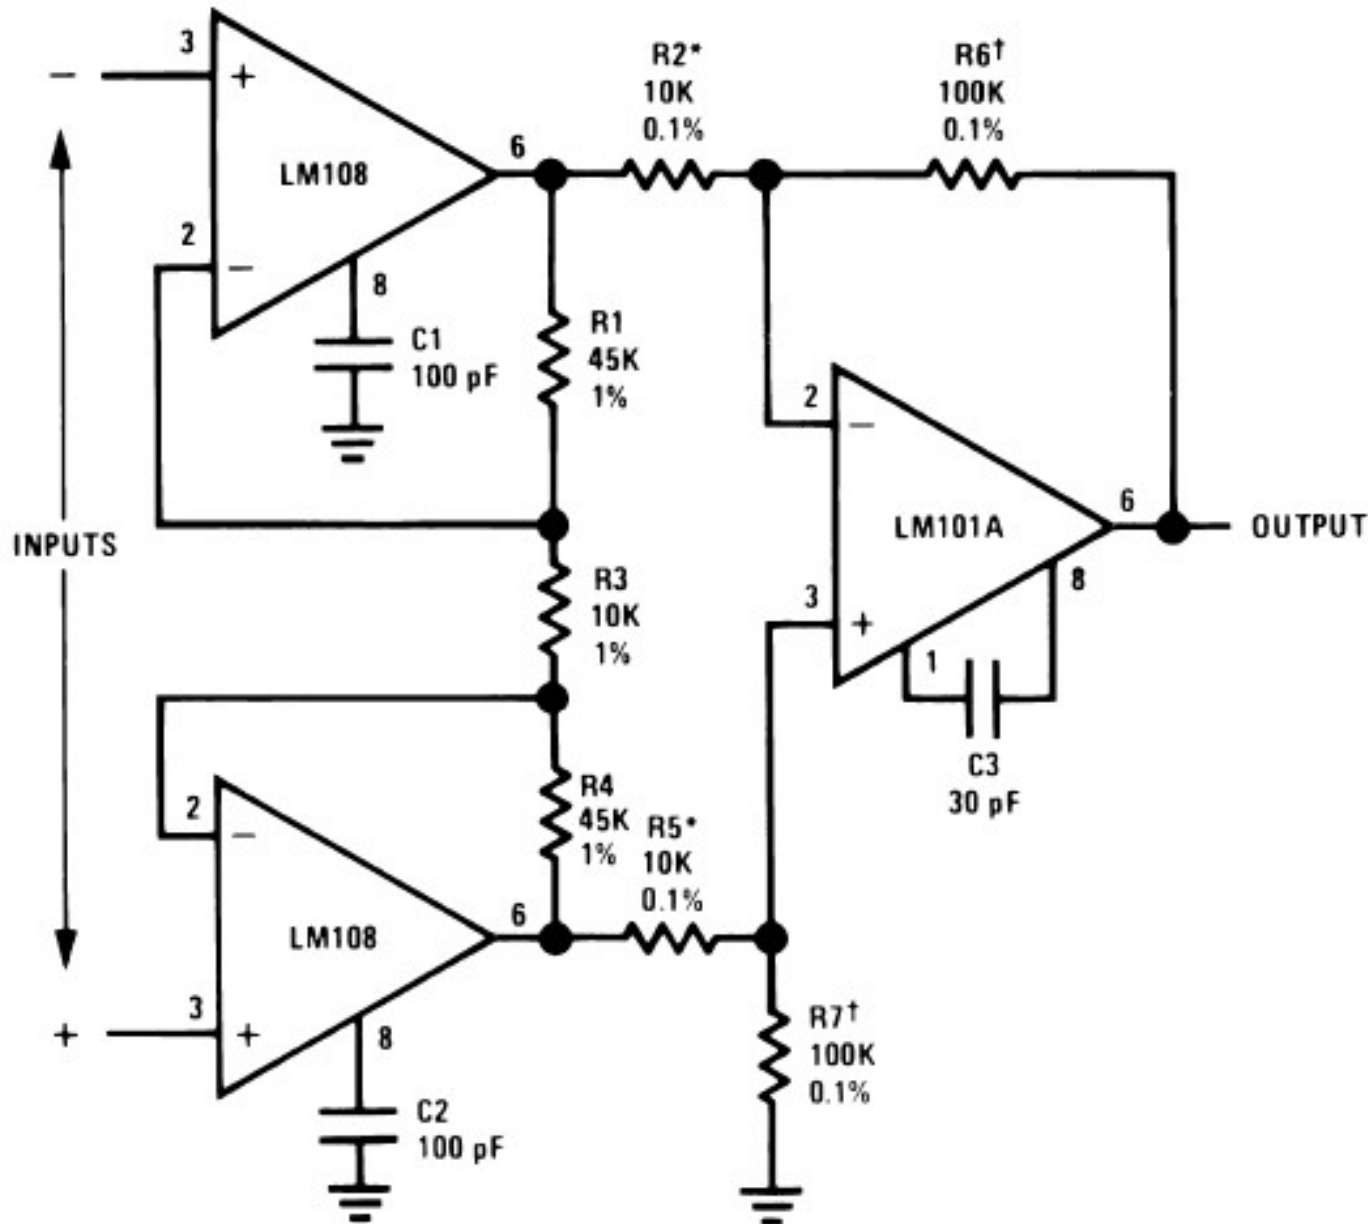 3
−
+
LM108
6
2
−
8
C1
100 pF
R2*
10K
0.1%
R6†
100K
0.1%
R1
45K
1%
INPUTS
R3
10K
1%
2
−
LM101A
6
OUTPUT
3
+
1
8
C3
30 pF
2
−
R4
45K
1%
R5*
10K
0.1%
LM108
6
3
+
+
8
C2
100 pF
R7†
100K
0.1%